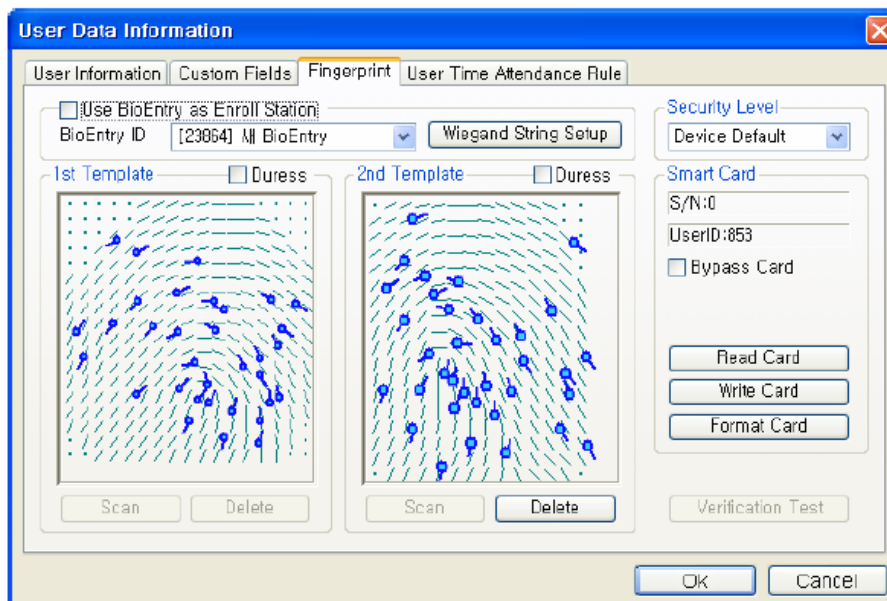 User Data Information
User Information Custom Fields Fingerprint User Time Attendance Rule
Use BioEntry as Enroll Station
BioEntry ID [23864] 새 BioEntry Wiegand String Setup
Security Level
Device Default
1st Template Duress
2nd Template Duress
Smart Card
S/N:0
UserID:853
Bypass Card
Read Card
Write Card
Format Card
Scan Delete
Scan Delete
Verification Test
Ok Cancel